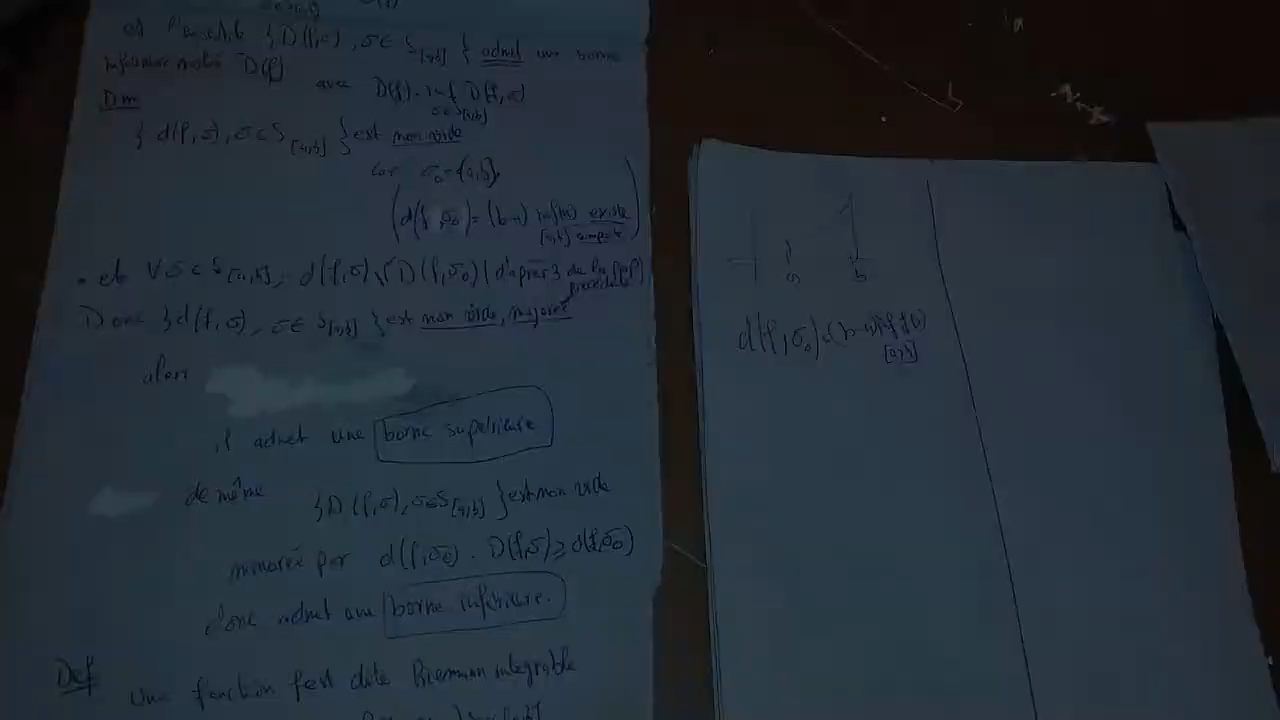 et l'ensemble {D(f,σ), σ∈ S[a,b]} admet une borne
inférieure notée D(f)
avec D(f) = inf D(f,σ)
σ∈S[a,b]
Dm
{ d(f,σ), σ∈S[a,b] } est non vide
car σ₀={a,b},
(d(f,σ₀) = (b-a) inf f(x) existe)
[a,b] compacte
• et ∀σ∈S[a,b], d(f,σ) ≤ D(f,σ₀) (d'après 3 de la prop précédente)
Donc {d(f,σ), σ∈ S[a,b]} est non vide, majorée
alors
il admet une borne supérieure
de même {D(f,σ), σ∈S[a,b]} est non vide
minorée par d(f,σ₀). D(f,σ) ≥ d(f,σ₀)
donc admet une borne inférieure.
Def une fonction f est dite Riemann integrable
a b
d(f,σ₀)=(b-a) inf f(x)
[a,b]